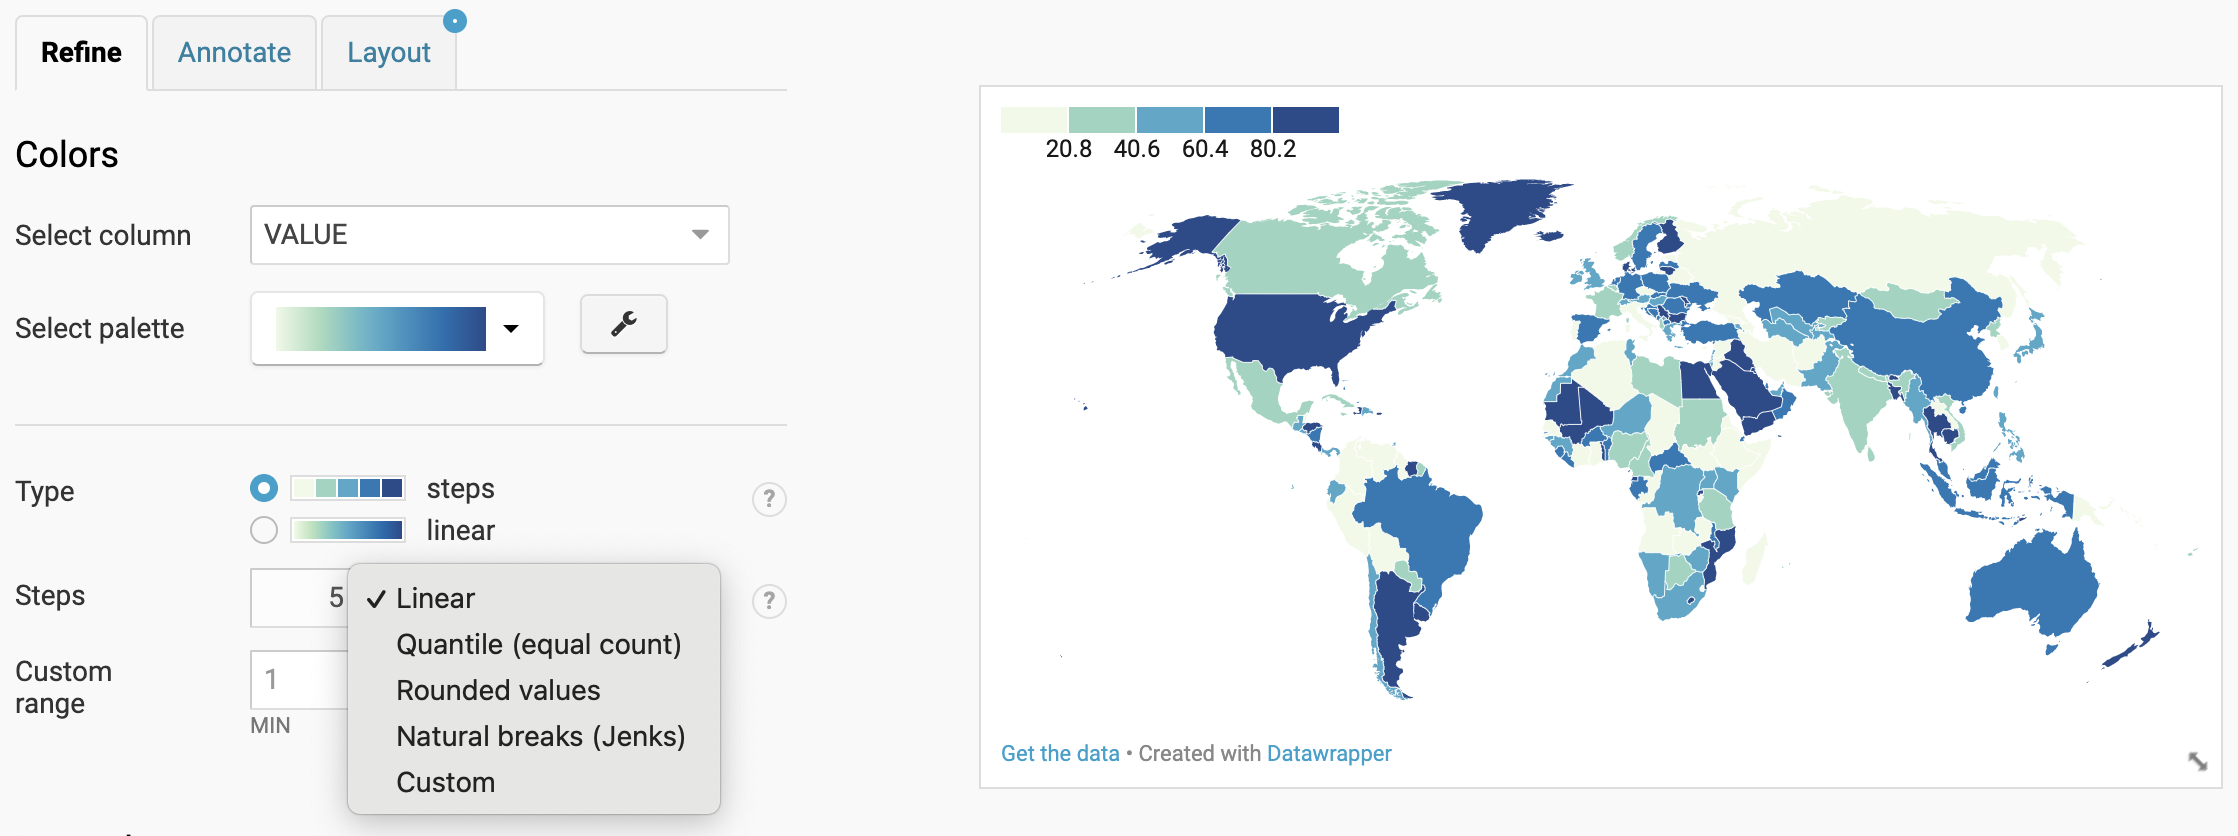 Refine
Annotate
Layout
Colors
Select column
VALUE
Select palette
Type
steps
?
linear
Steps
5
✓ Linear
?
Quantile (equal count)
Rounded values
Natural breaks (Jenks)
Custom
Custom range
1
MIN
20.8 40.6 60.4 80.2
Get the data • Created with Datawrapper